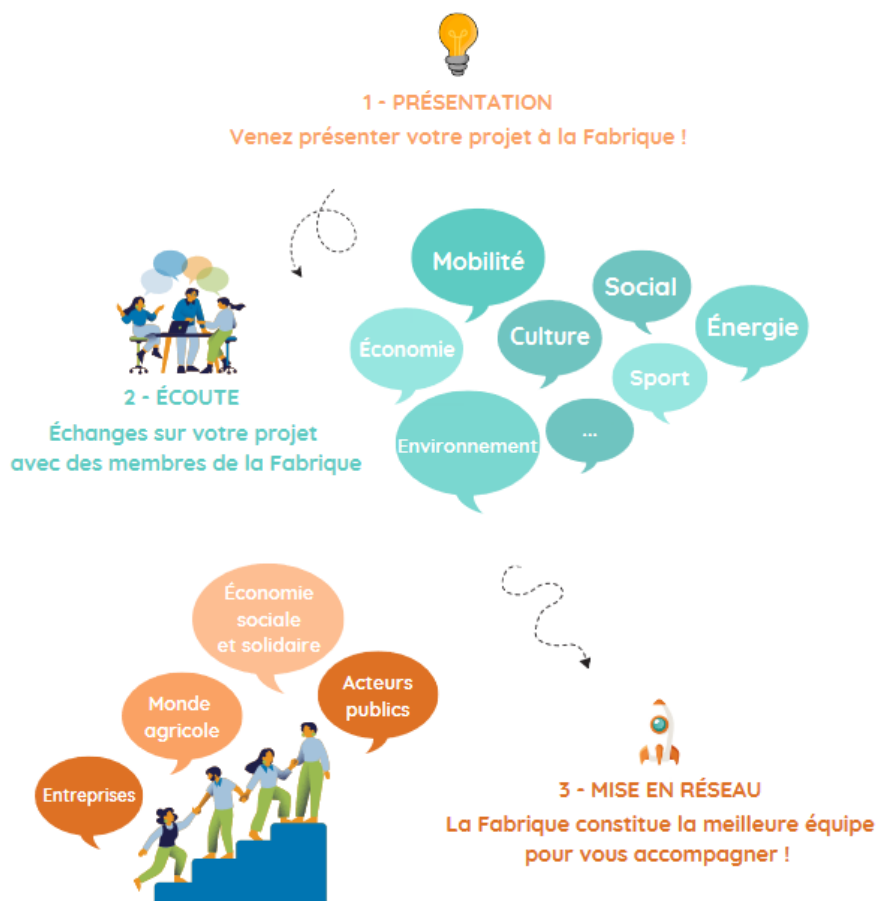 1 - PRÉSENTATION
Venez présenter votre projet à la Fabrique !
Mobilité
Social
Énergie
Économie
Culture
Sport
Environnement
...
2 - ÉCOUTE
Échanges sur votre projet
avec des membres de la Fabrique
Économie
sociale
et solidaire
Acteurs
publics
Monde
agricole
Entreprises
3 - MISE EN RÉSEAU
La Fabrique constitue la meilleure équipe
pour vous accompagner !